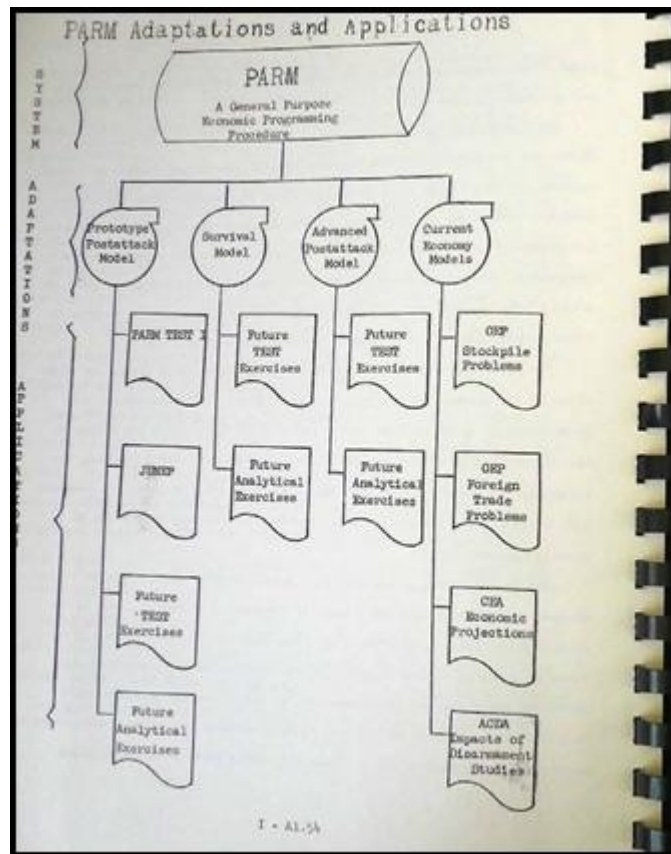 PARM Adaptations and Applications
SYSTEM
PARM
A General Purpose
Economic Programming
Procedure
ADAPTATIONS
Prototype
Postattack
Model
Survival
Model
Advanced
Postattack
Model
Current
Economy
Models
APPLICATIONS
PARM TEST I
Future
TEST
Exercises
Future
TEST
Exercises
OEP
Stockpile
Problems
Future
Analytical
Exercises
Future
Analytical
Exercises
OEP
Foreign
Trade
Problems
Future
TEST
Exercises
CEA
Economic
Projections
Future
Analytical
Exercises
ACDA
Impacts of
Disarmament
Studies
I - A1.54